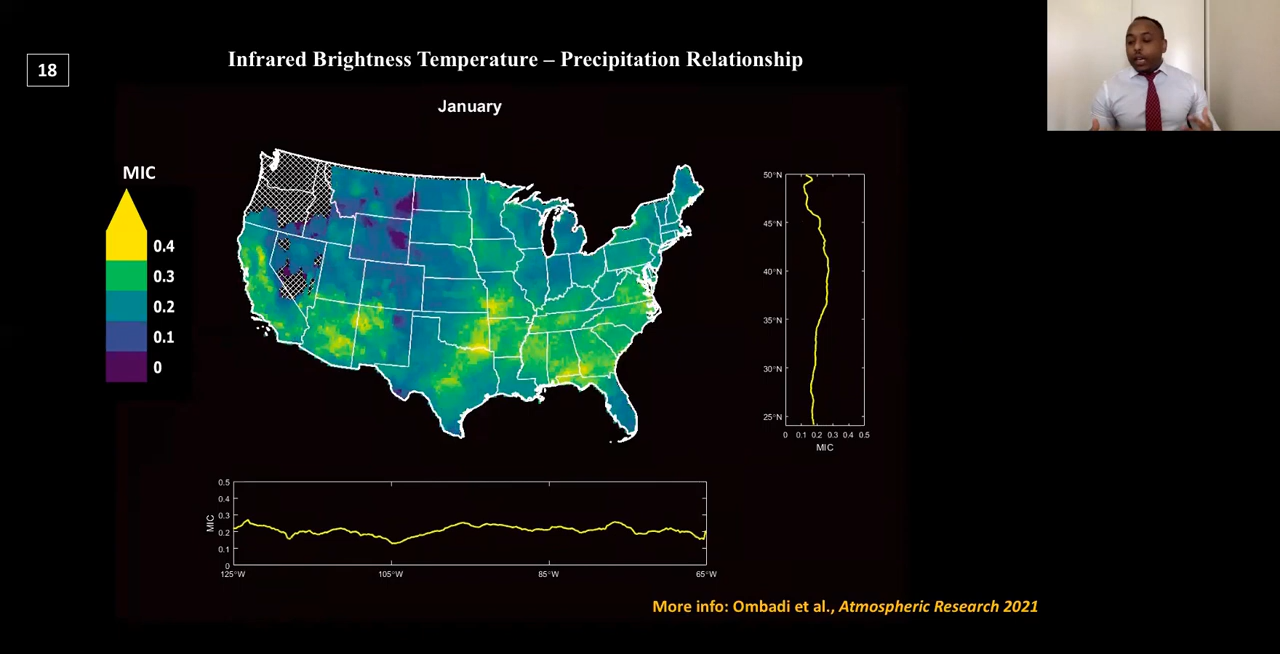 18
Infrared Brightness Temperature – Precipitation Relationship
January
MIC
0.4
0.3
0.2
0.1
0
50°N
45°N
40°N
35°N
30°N
25°N
0 0.1 0.2 0.3 0.4 0.5
MIC
0.5
0.4
0.3
0.2
0.1
0
MIC
125°W 105°W 85°W 65°W
More info: Ombadi et al., Atmospheric Research 2021